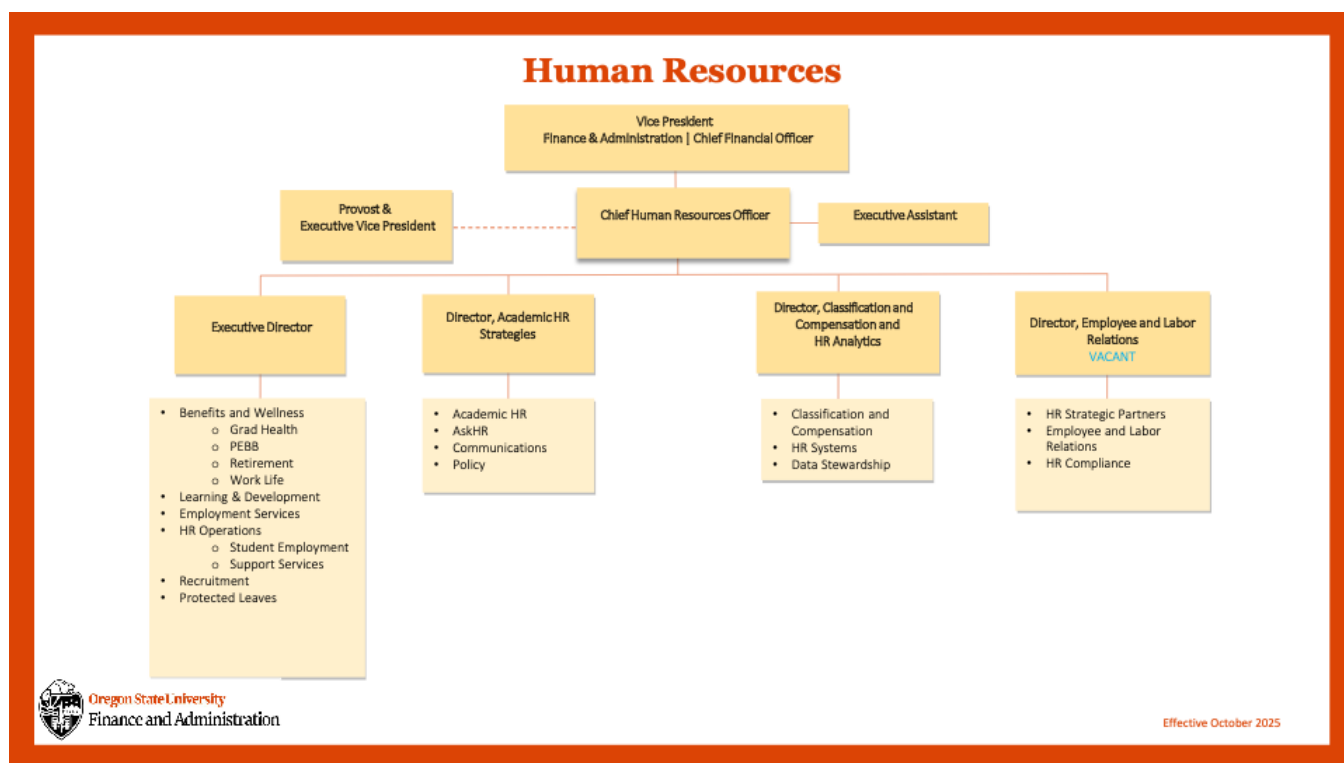 Human Resources
Vice President
Finance & Administration | Chief Financial Officer
Provost &
Executive Vice President
Chief Human Resources Officer
Executive Assistant
Executive Director
Director, Academic HR
Strategies
Director, Classification and
Compensation and
HR Analytics
Director, Employee and Labor
Relations
VACANT
• Benefits and Wellness
o Grad Health
o PEBB
o Retirement
o Work Life
• Learning & Development
• Employment Services
• HR Operations
o Student Employment
o Support Services
• Recruitment
• Protected Leaves
• Academic HR
• AskHR
• Communications
• Policy
• Classification and
Compensation
• HR Systems
• Data Stewardship
• HR Strategic Partners
• Employee and Labor
Relations
• HR Compliance
Oregon State University
Finance and Administration
Effective October 2025